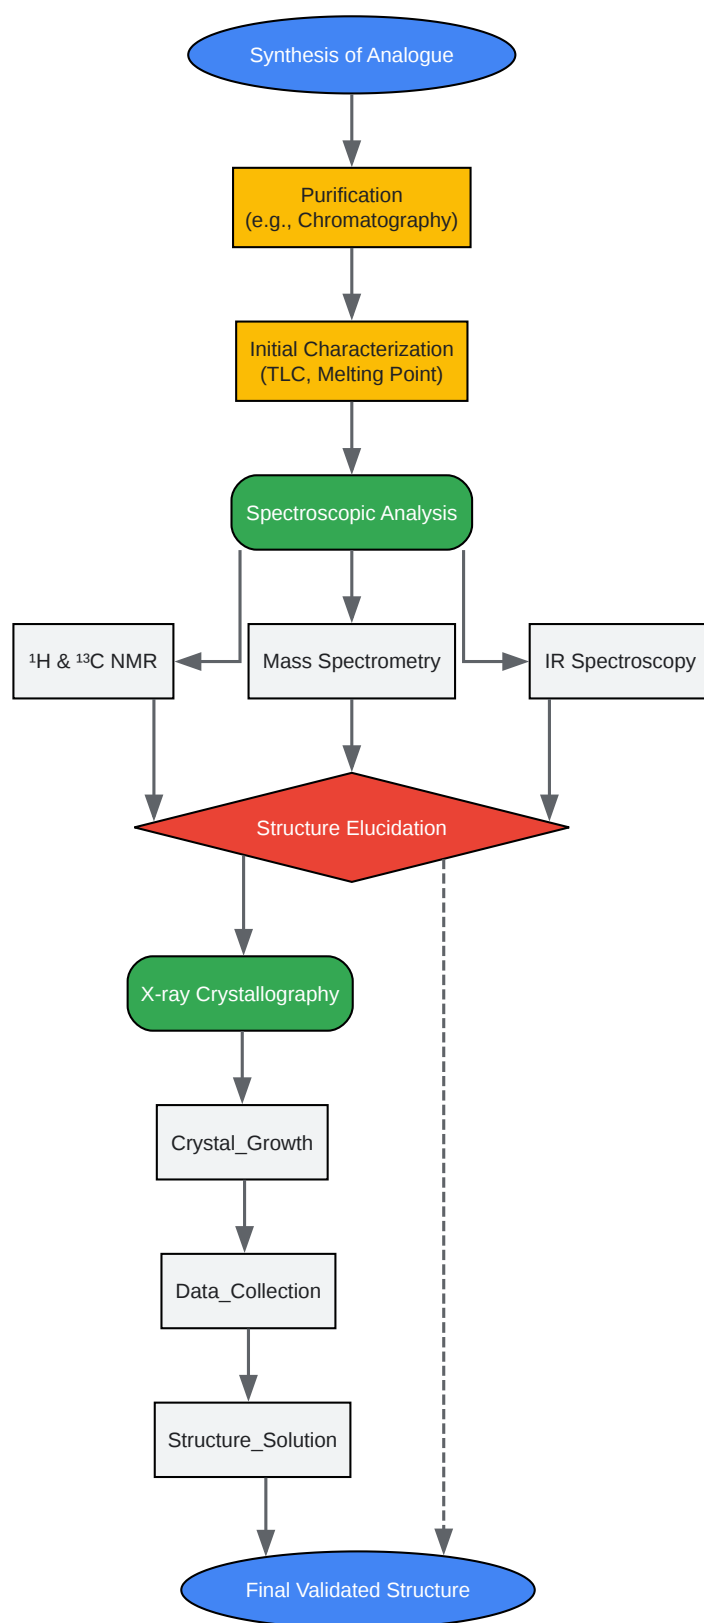 Synthesis of Analogue
Purification
(e.g., Chromatography)
Initial Characterization
(TLC, Melting Point)
Spectroscopic Analysis
¹H & ¹³C NMR
Mass Spectrometry
IR Spectroscopy
Structure Elucidation
X-ray Crystallography
Crystal_Growth
Data_Collection
Structure_Solution
Final Validated Structure